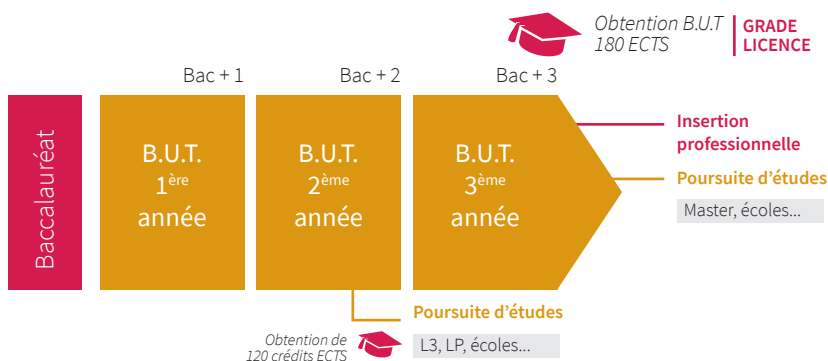 Obtention B.U.T
180 ECTS
GRADE
LICENCE
Bac + 1
Bac + 2
Bac + 3
Baccalauréat
B.U.T.
1ère
année
B.U.T.
2ème
année
B.U.T.
3ème
année
Insertion
professionnelle
Poursuite d'études
Master, écoles...
Poursuite d'études
L3, LP, écoles...
Obtention de
120 crédits ECTS